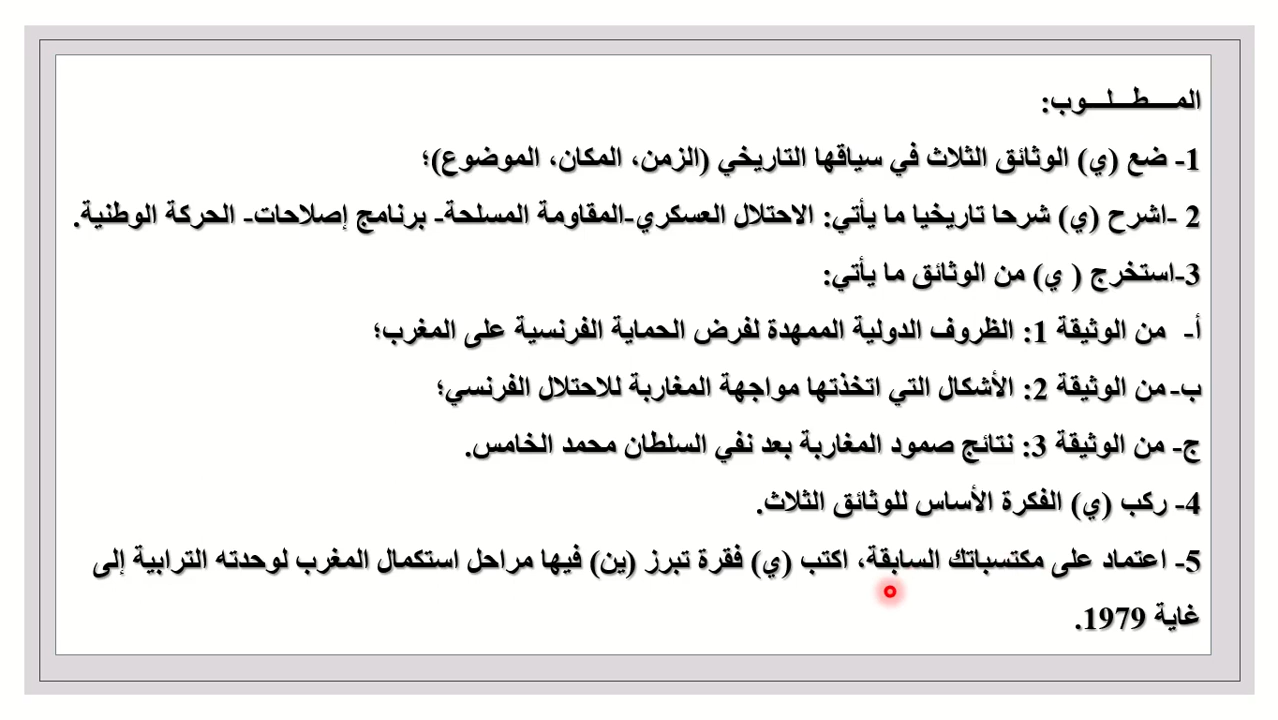 المـــــطـــلـــوب:
1- ضع (ي) الوثائق الثلاث في سياقها التاريخي (الزمن، المكان، الموضوع)؛
2 -اشرح (ي) شرحا تاريخيا ما يأتي: الاحتلال العسكري-المقاومة المسلحة- برنامج إصلاحات- الحركة الوطنية.
3-استخرج ( ي) من الوثائق ما يأتي:
أ- من الوثيقة 1: الظروف الدولية الممهدة لفرض الحماية الفرنسية على المغرب؛
ب- من الوثيقة 2: الأشكال التي اتخذتها مواجهة المغاربة للاحتلال الفرنسي؛
ج- من الوثيقة 3: نتائج صمود المغاربة بعد نفي السلطان محمد الخامس.
4- ركب (ي) الفكرة الأساس للوثائق الثلاث.
5- اعتماد على مكتسباتك السابقة، اكتب (ي) فقرة تبرز (ين) فيها مراحل استكمال المغرب لوحدته الترابية إلى
غاية 1979.